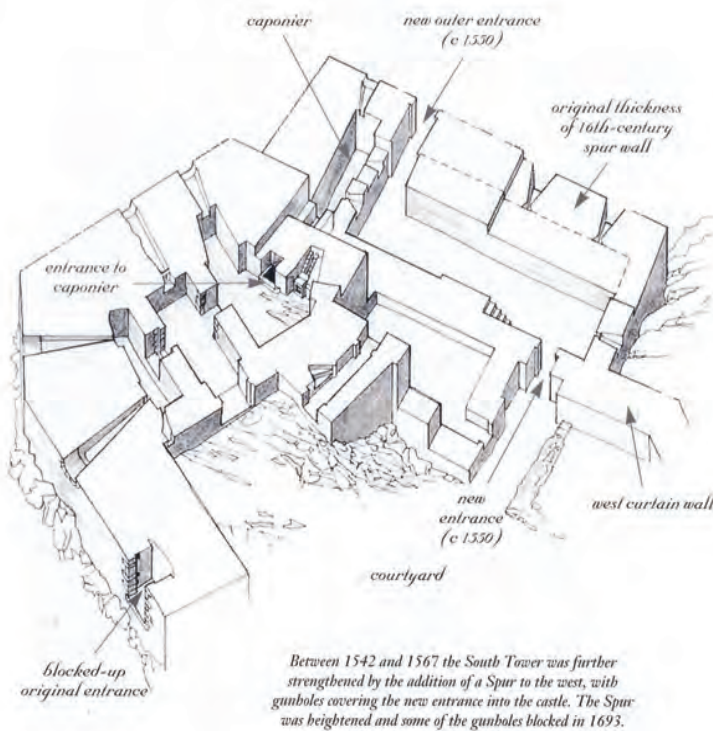 caponier
new outer entrance
(c 1550)
original thickness
of 16th-century
spur wall
entrance to
caponier
new
entrance
(c 1550)
west curtain wall
courtyard
blocked-up
original entrance
Between 1542 and 1567 the South Tower was further
strengthened by the addition of a Spur to the west, with
gunholes covering the new entrance into the castle. The Spur
was heightened and some of the gunholes blocked in 1693.